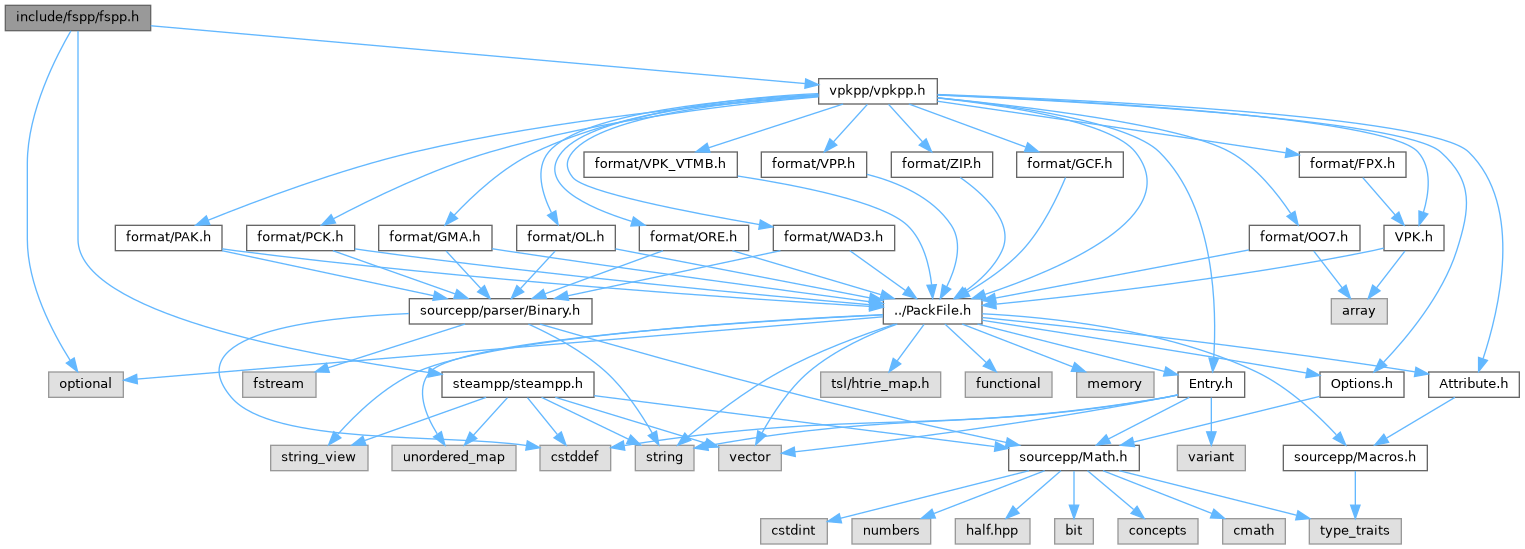 include/fspp/fspp.h
vpkpp/vpkpp.h
format/VPK_VTMB.h
format/VPP.h
format/ZIP.h
format/GCF.h
format/FPX.h
format/PAK.h
format/PCK.h
format/GMA.h
format/OL.h
format/ORE.h
format/WAD3.h
format/OO7.h
VPK.h
sourcepp/parser/Binary.h
../PackFile.h
array
optional
fstream
steampp/steampp.h
tsl/htrie_map.h
functional
memory
Entry.h
Options.h
Attribute.h
string_view
unordered_map
cstddef
string
vector
sourcepp/Math.h
variant
sourcepp/Macros.h
cstdint
numbers
half.hpp
bit
concepts
cmath
type_traits